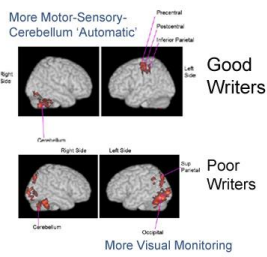 More Motor-Sensory-
Cerebellum ‘Automatic’
Precentral
Postcentral
Inferior Parietal
Right
Side
Left
Side
Good
Writers
Cerebellum
Right Side
Left Side
Sup
Parietal
Poor
Writers
Cerebellum
Occipital
More Visual Monitoring